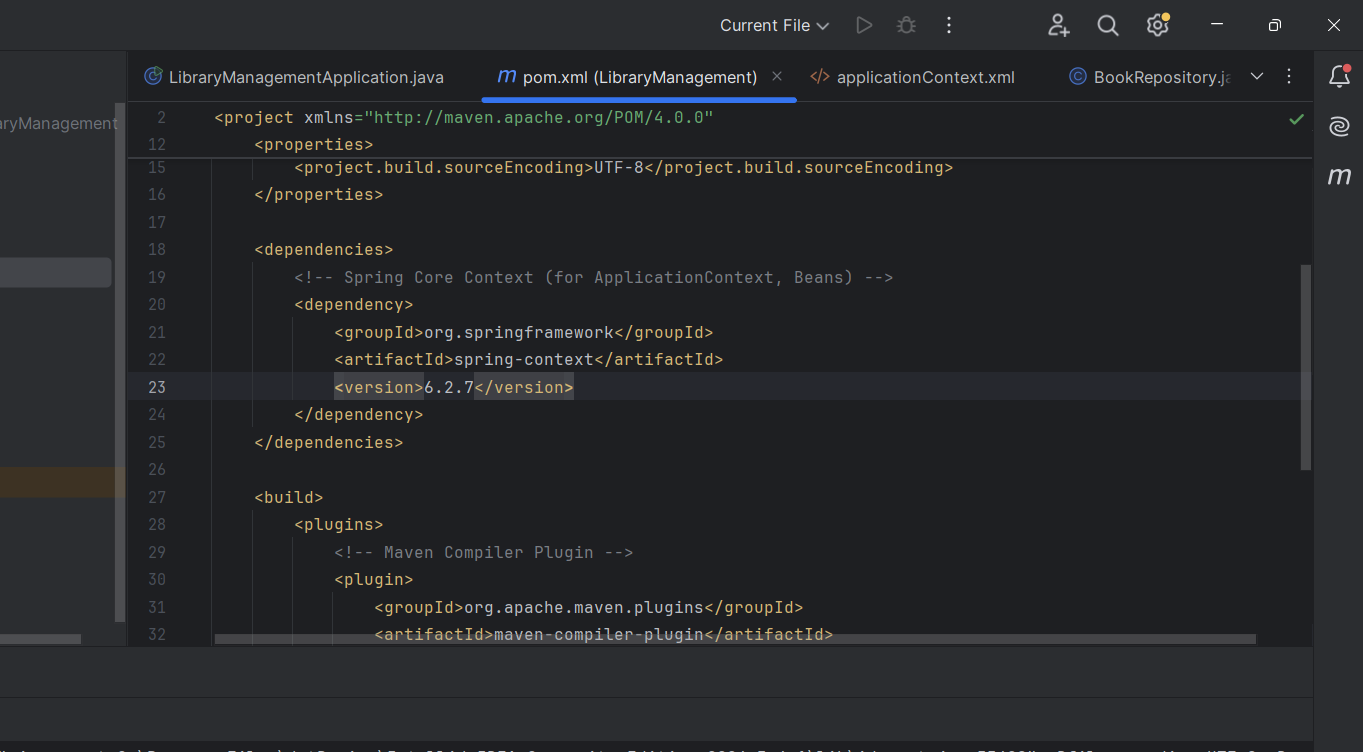 Current File
LibraryManagementApplication.java
pom.xml (LibraryManagement)
applicationContext.xml
BookRepository.ja
aryManagement
2 <project xmlns="http://maven.apache.org/POM/4.0.0"
12 <properties>
15 <project.build.sourceEncoding>UTF-8</project.build.sourceEncoding>
16 </properties>
17
18 <dependencies>
19 <!-- Spring Core Context (for ApplicationContext, Beans) -->
20 <dependency>
21 <groupId>org.springframework</groupId>
22 <artifactId>spring-context</artifactId>
23 <version>6.2.7</version>
24 </dependency>
25 </dependencies>
26
27 <build>
28 <plugins>
29 <!-- Maven Compiler Plugin -->
30 <plugin>
31 <groupId>org.apache.maven.plugins</groupId>
32 <artifactId>maven-compiler-plugin</artifactId>